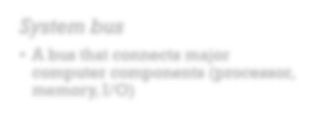 System bus
• A bus that connects major
computer components (processor,
memory, I/O)